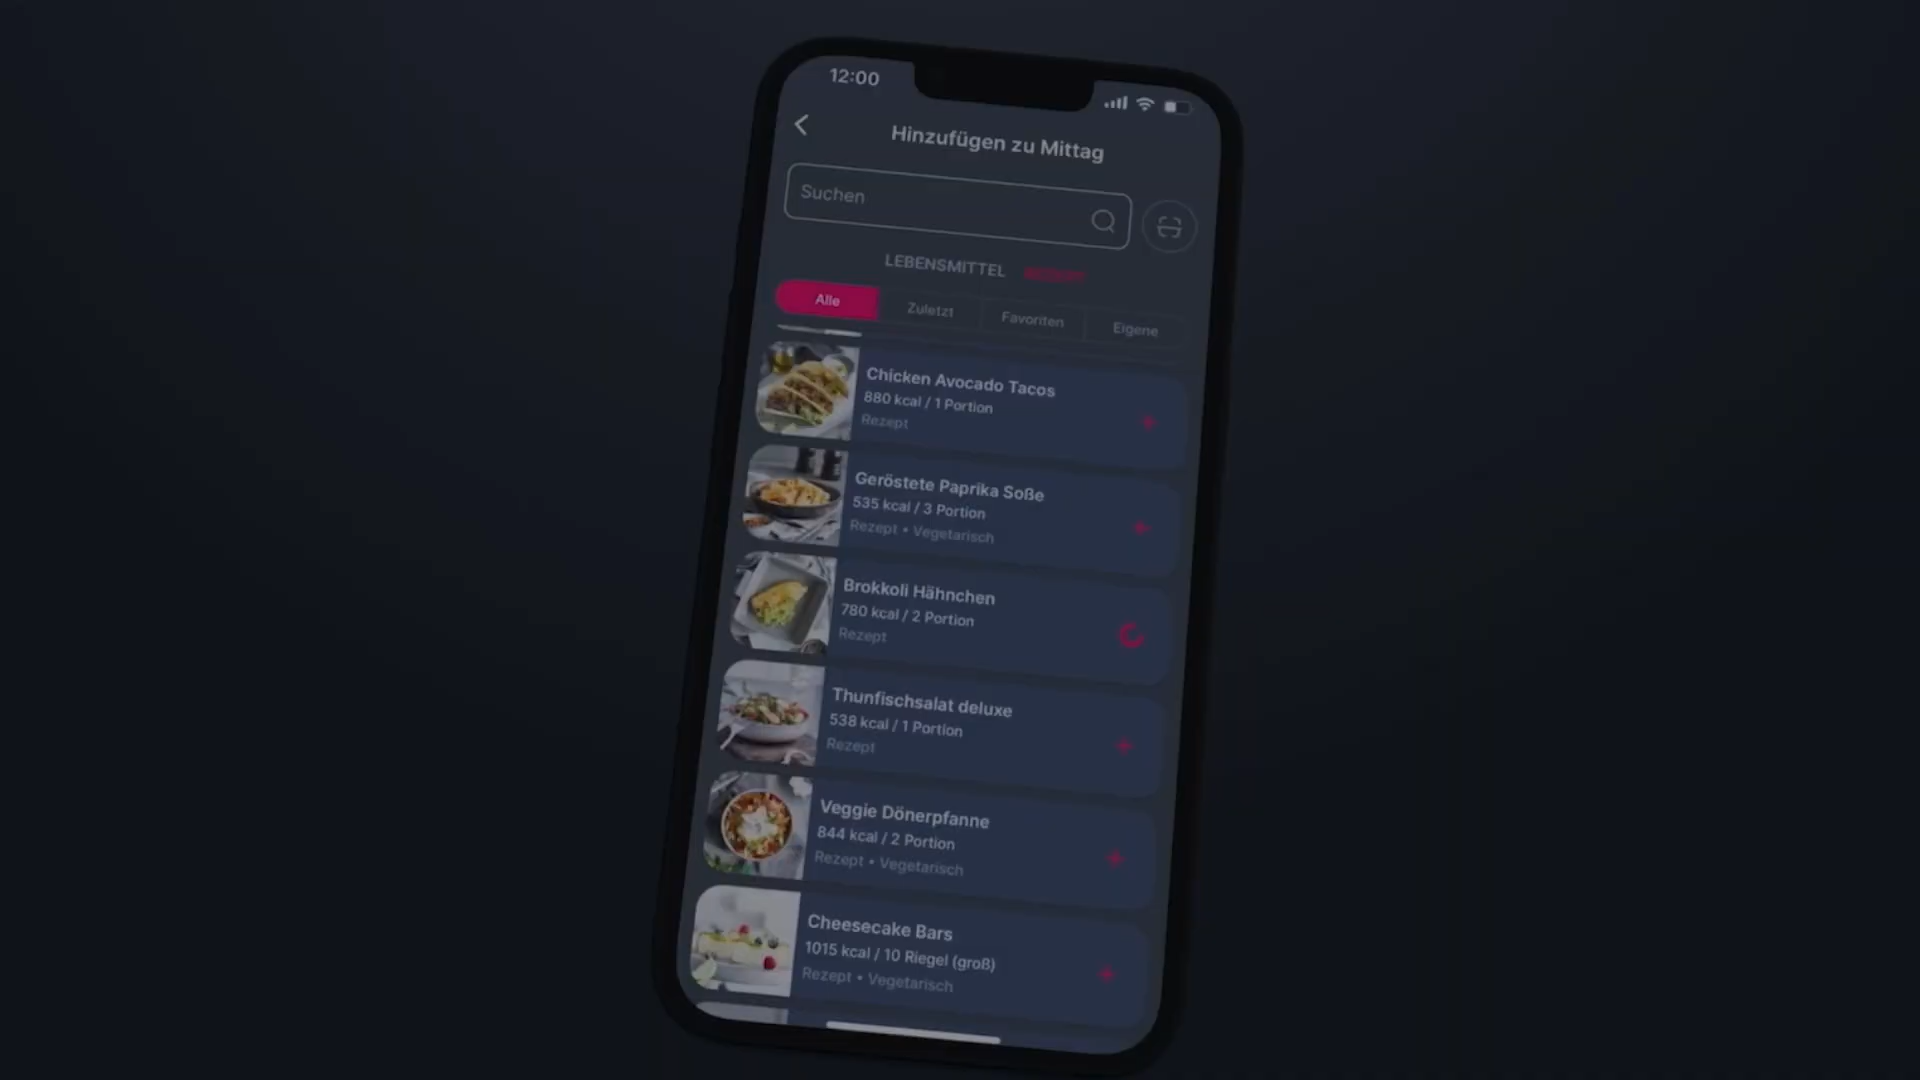 12:00
Hinzufügen zu Mittag
Suchen
LEBENSMITTEL
Alle Zuletzt Favoriten Eigene
Chicken Avocado Tacos
880 kcal / 1 Portion
Rezept
Geröstete Paprika Soße
535 kcal / 3 Portion
Rezept • Vegetarisch
Brokkoli Hähnchen
780 kcal / 2 Portion
Rezept
Thunfischsalat deluxe
538 kcal / 1 Portion
Rezept
Veggie Dönerpfanne
844 kcal / 2 Portion
Rezept • Vegetarisch
Cheesecake Bars
1015 kcal / 10 Riegel (groß)
Rezept • Vegetarisch